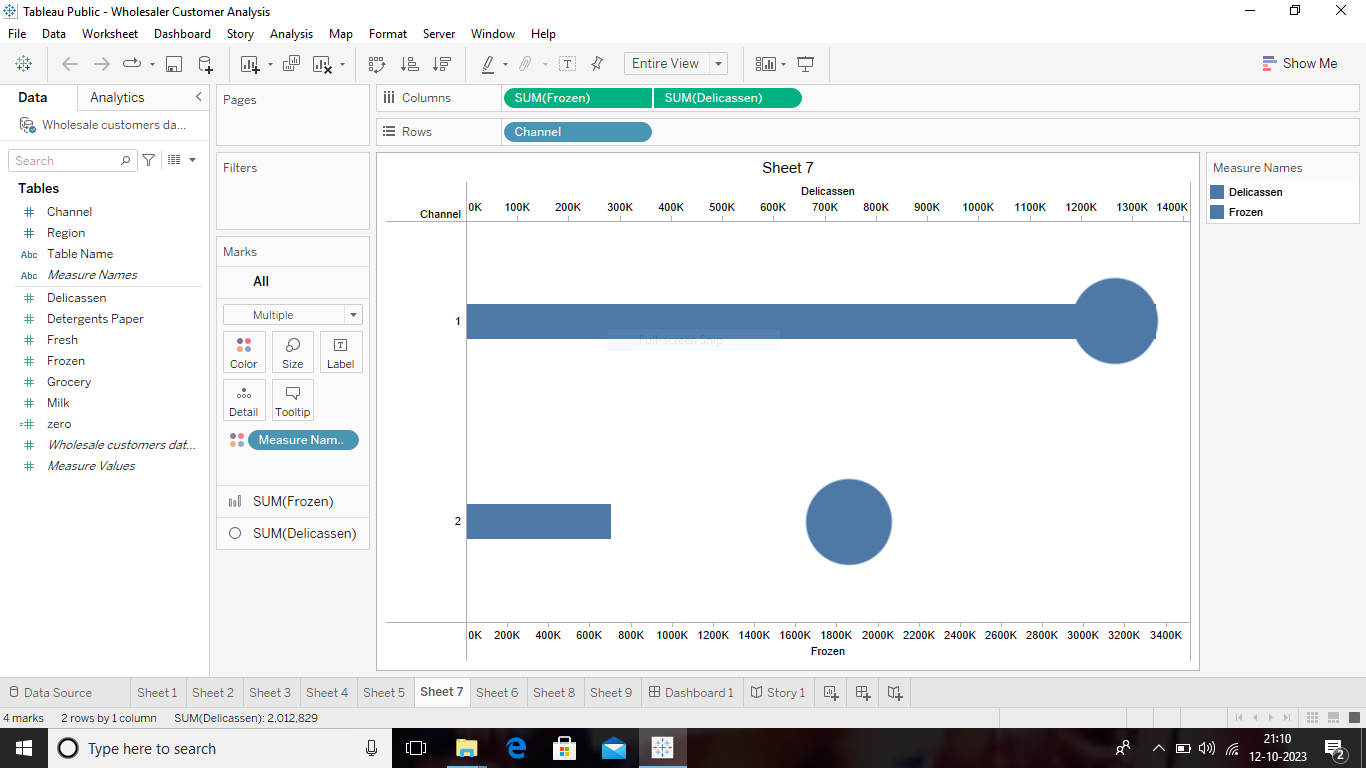 Tableau Public - Wholesaler Customer Analysis
File Data Worksheet Dashboard Story Analysis Map Format Server Window Help
Entire View
Show Me
Data Analytics
Wholesale customers da...
Search
Tables
Channel
Region
Abc Table Name
Abc Measure Names
Delicassen
Detergents Paper
Fresh
Frozen
Grocery
Milk
zero
Wholesale customers dat...
Measure Values
Pages
Filters
Marks
All
Multiple
Color Size Label
Detail Tooltip
Measure Nam..
SUM(Frozen)
SUM(Delicassen)
Columns SUM(Frozen) SUM(Delicassen)
Rows Channel
Sheet 7
Delicassen
Channel 0K 100K 200K 300K 400K 500K 600K 700K 800K 900K 1000K 1100K 1200K 1300K 1400K
1
Full-screen Snip
2
0K 200K 400K 600K 800K 1000K 1200K 1400K 1600K 1800K 2000K 2200K 2400K 2600K 2800K 3000K 3200K 3400K
Frozen
Measure Names
Delicassen
Frozen
Data Source Sheet 1 Sheet 2 Sheet 3 Sheet 4 Sheet 5 Sheet 7 Sheet 6 Sheet 8 Sheet 9 Dashboard 1 Story 1
4 marks 2 rows by 1 column SUM(Delicassen): 2,012,829
Type here to search
21:10
12-10-2023
2